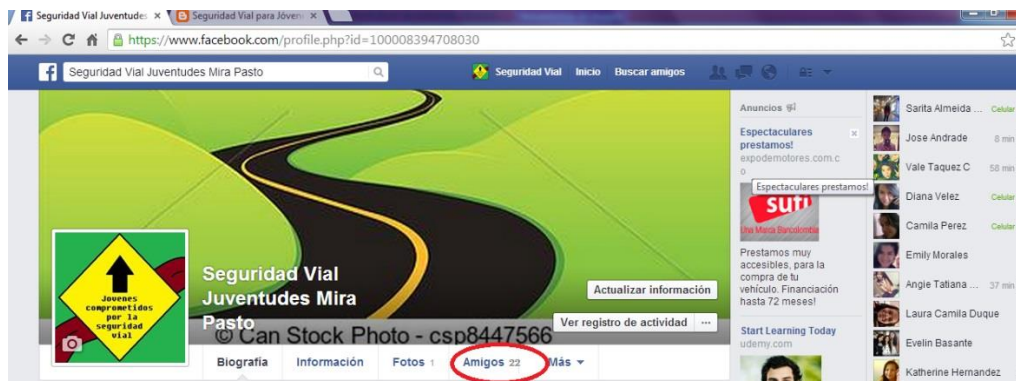 Seguridad Vial Juventudes
Seguridad Vial para Jóven
https://www.facebook.com/profile.php?id=100008394708030
Seguridad Vial Juventudes Mira Pasto
Seguridad Vial Inicio Buscar amigos
Jovenes
comprometidos
por la
seguridad
vial
Seguridad Vial
Juventudes Mira
Pasto
Actualizar información
Ver registro de actividad ...
© Can Stock Photo - csp8447566
Biografía Información Fotos 1 Amigos 22 Más
Anuncios
Espectaculares
prestamos!
expodemotores.com.c
o
Espectaculares prestamos!
sufi
Una Marca Bancolombia
Prestamos muy
accesibles, para la
compra de tu
vehículo. Financiación
hasta 72 meses!
Start Learning Today
udemy.com
Sarita Almeida ... Celular
Jose Andrade 8 min
Vale Taquez C 58 min
Diana Velez Celular
Camila Perez Celular
Emily Morales
Angie Tatiana ... 37 min
Laura Camila Duque
Evelin Basante
Katherine Hernandez